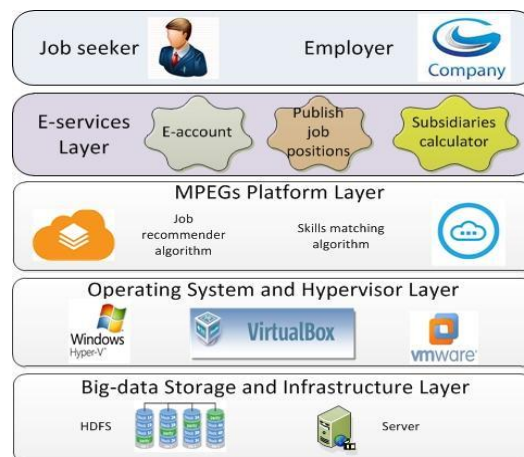 Job seeker
Employer
Company
E-services
Layer
E-account
Publish
job
positions
Subsidiaries
calculator
MPEGs Platform Layer
Job
recommender
algorithm
Skills matching
algorithm
Operating System and Hypervisor Layer
Windows
Hyper-V
VirtualBox
vmware
Big-data Storage and Infrastructure Layer
HDFS
Server